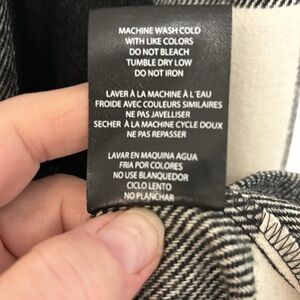 MACHINE WASH COLD
WITH LIKE COLORS
DO NOT BLEACH
TUMBLE DRY LOW
DO NOT IRON
LAVER À LA MACHINE À L'EAU
FROIDE AVEC COULEURS SIMILAIRES
NE PAS JAVELLISER
SECHER À LA MACHINE CYCLE DOUX
NE PAS REPASSER
LAVAR EN MAQUINA AGUA
FRIA POR COLORES
NO USE BLANQUEDOR
CICLO LENTO
NO PLANCHAR